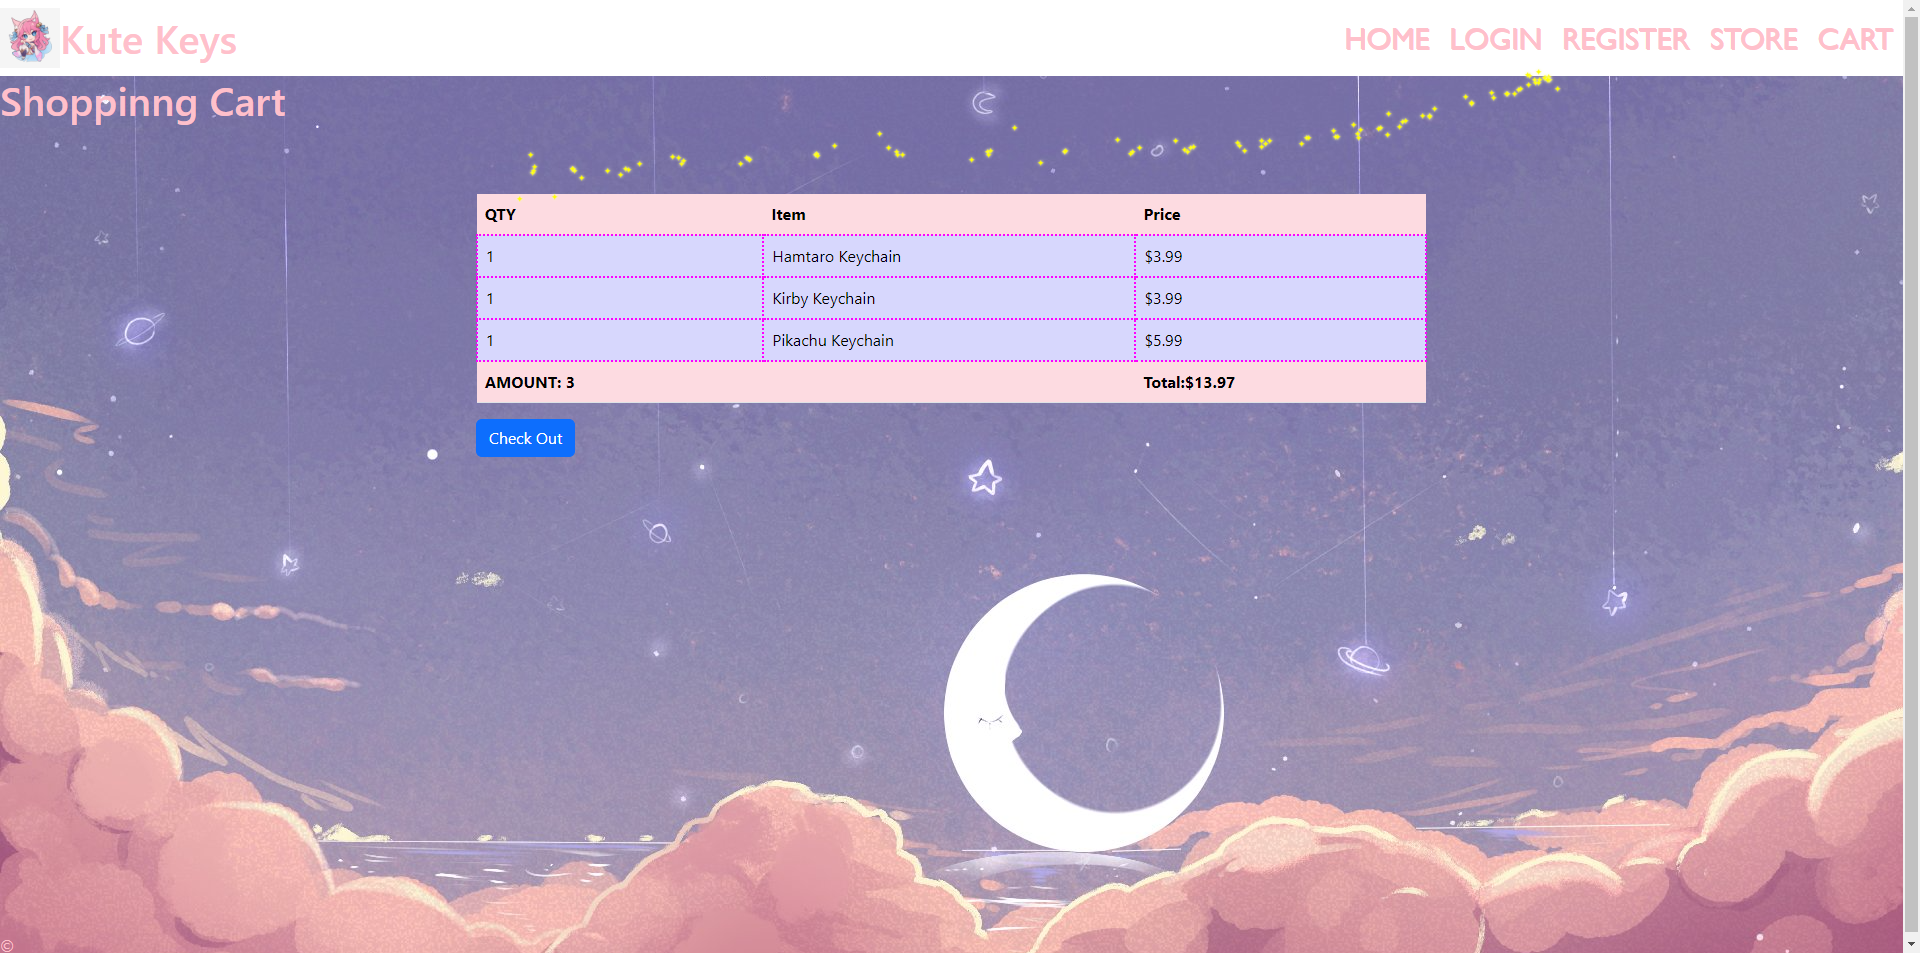 Kute Keys HOME LOGIN REGISTER STORE CART
Shoppinng Cart
QTY Item Price
1 Hamtaro Keychain $3.99
1 Kirby Keychain $3.99
1 Pikachu Keychain $5.99
AMOUNT: 3 Total:$13.97
Check Out
©